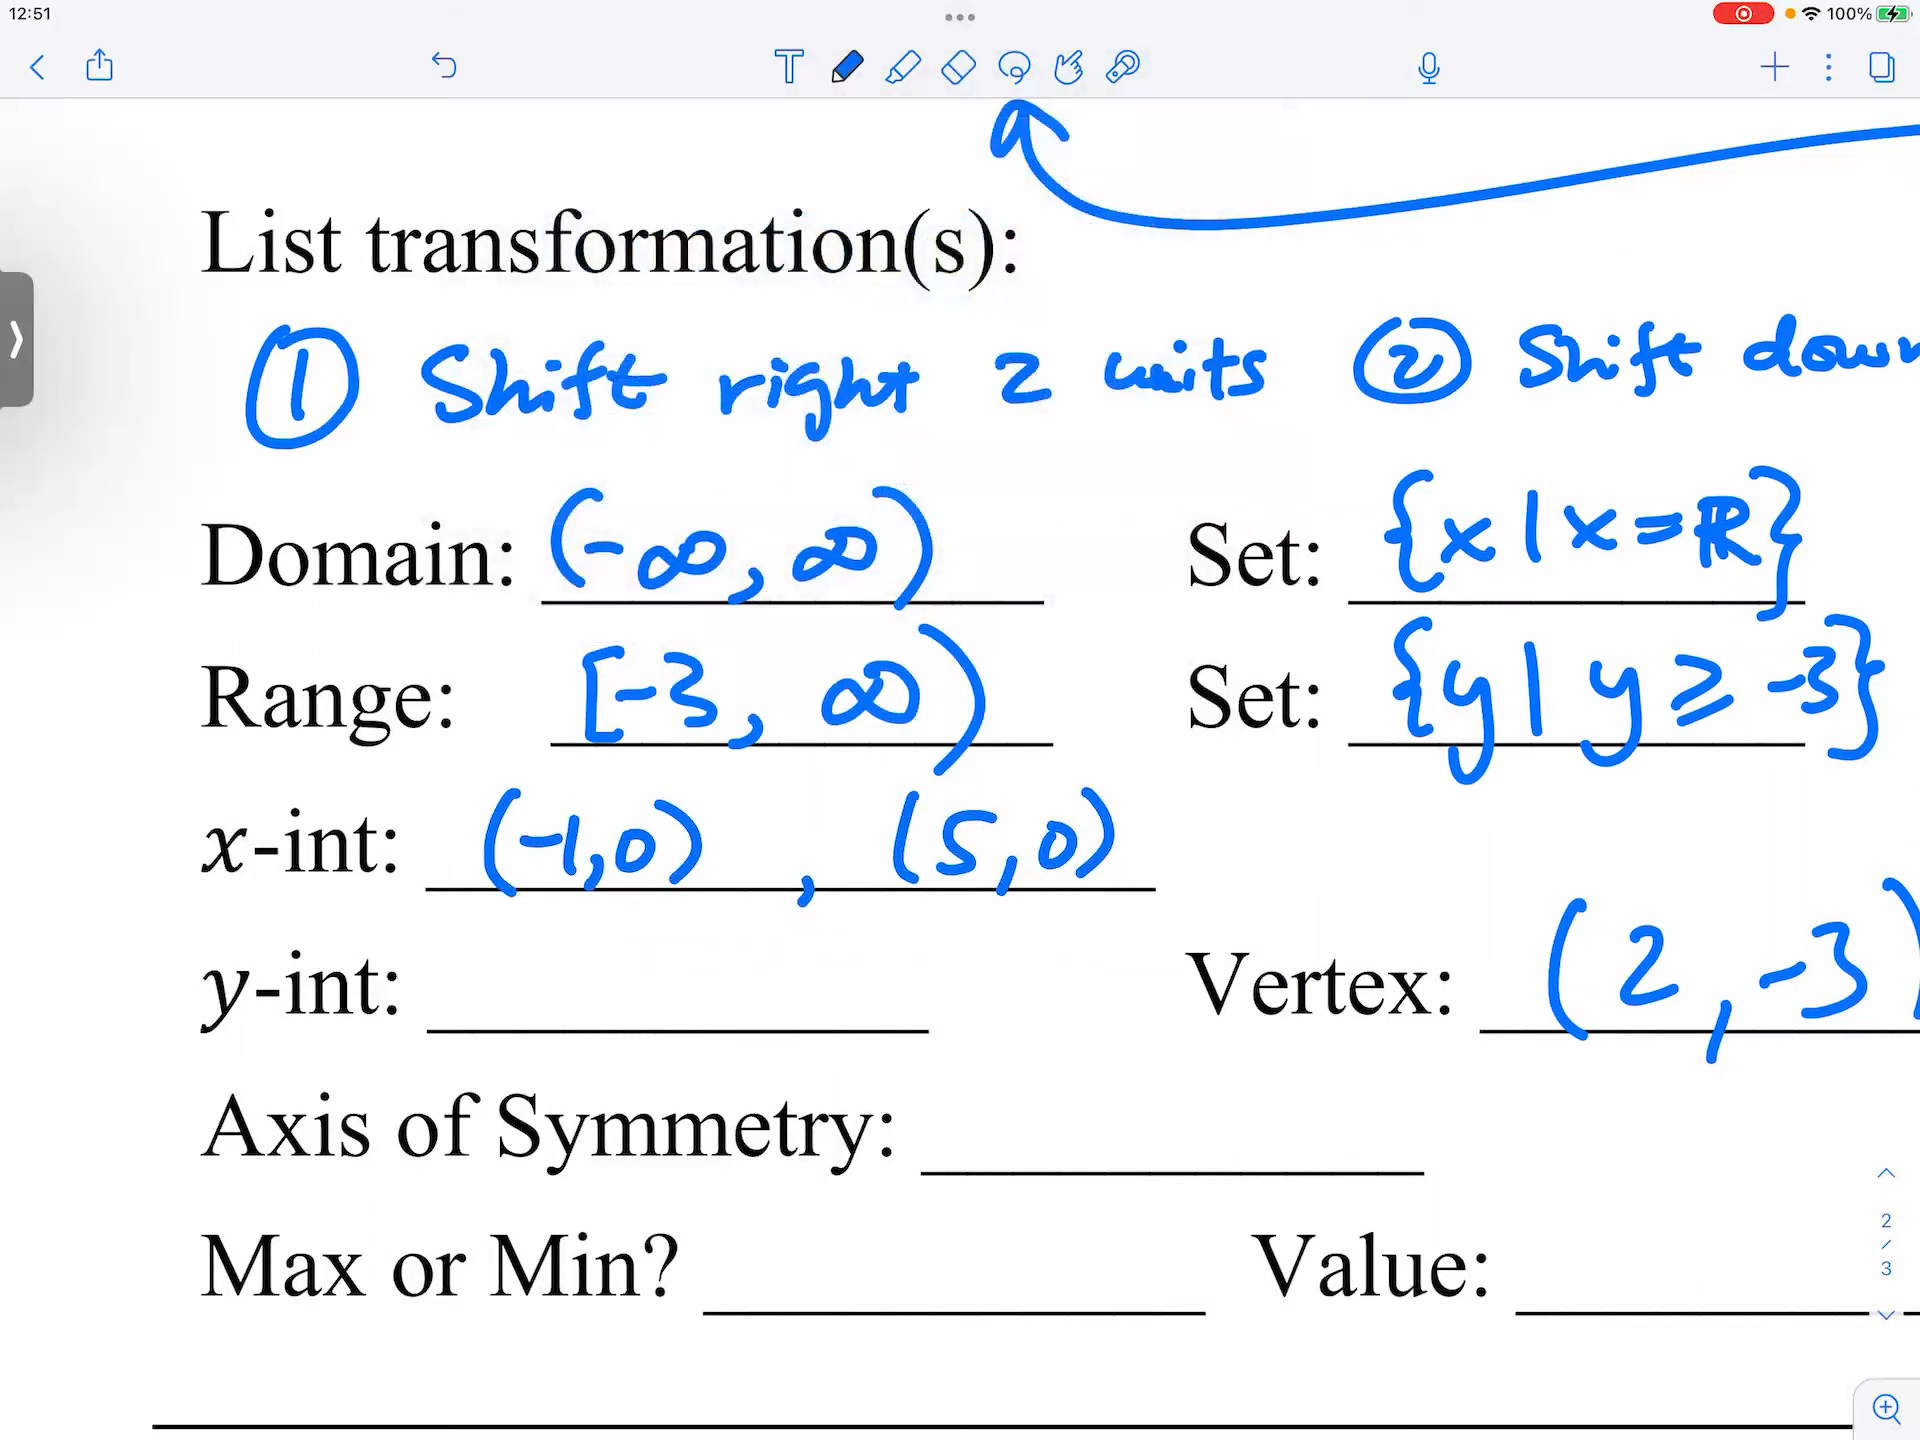 12:51
100%
List transformation(s):
① Shift right 2 units ② Shift down
Domain: (-∞, ∞) Set: {x | x = ℝ}
Range: [-3, ∞) Set: {y | y ≥ -3}
x-int: (-1,0) , (5,0)
y-int: Vertex: (2, -3)
Axis of Symmetry:
Max or Min? Value:
2
/
3